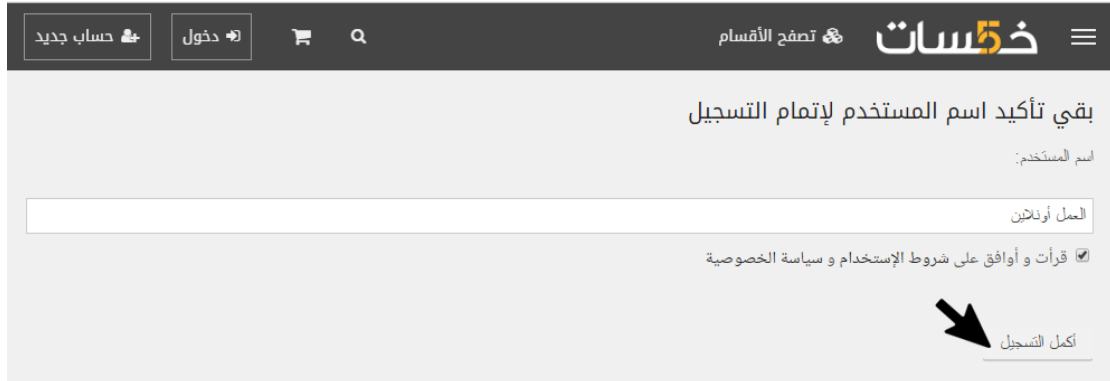 خمسات تصفح الأقسام دخول حساب جديد
بقي تأكيد اسم المستخدم لإتمام التسجيل
اسم المستخدم:
العمل أونلاين
قرأت و أوافق على شروط الإستخدام و سياسة الخصوصية
أكمل التسجيل